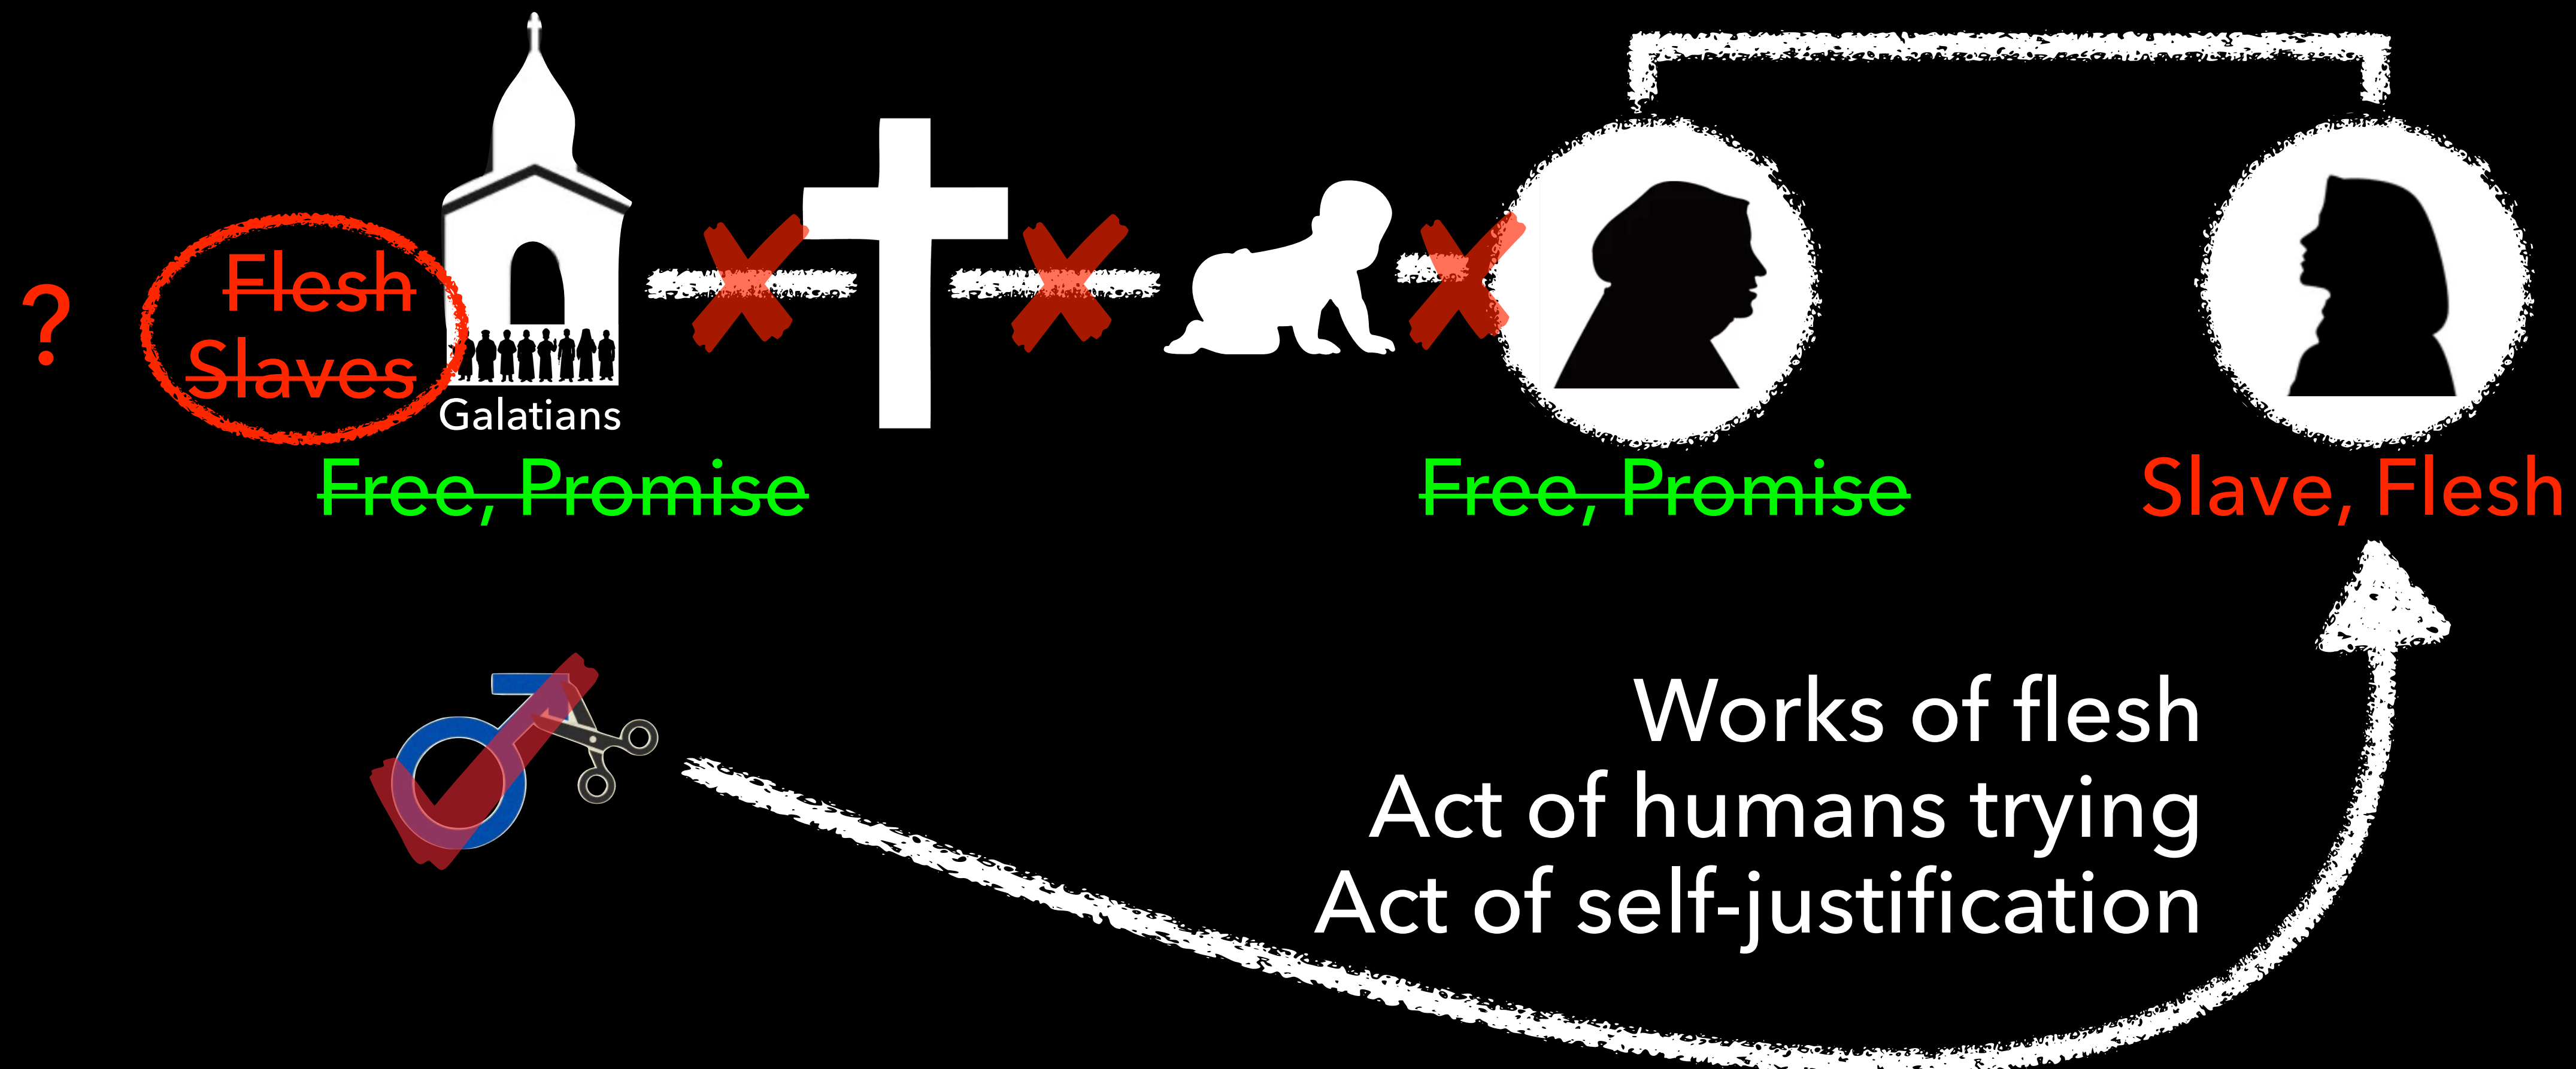 ?
Flesh
Slaves
Galatians
Free, Promise
Free, Promise
Slave, Flesh
Works of flesh
Act of humans trying
Act of self-justification